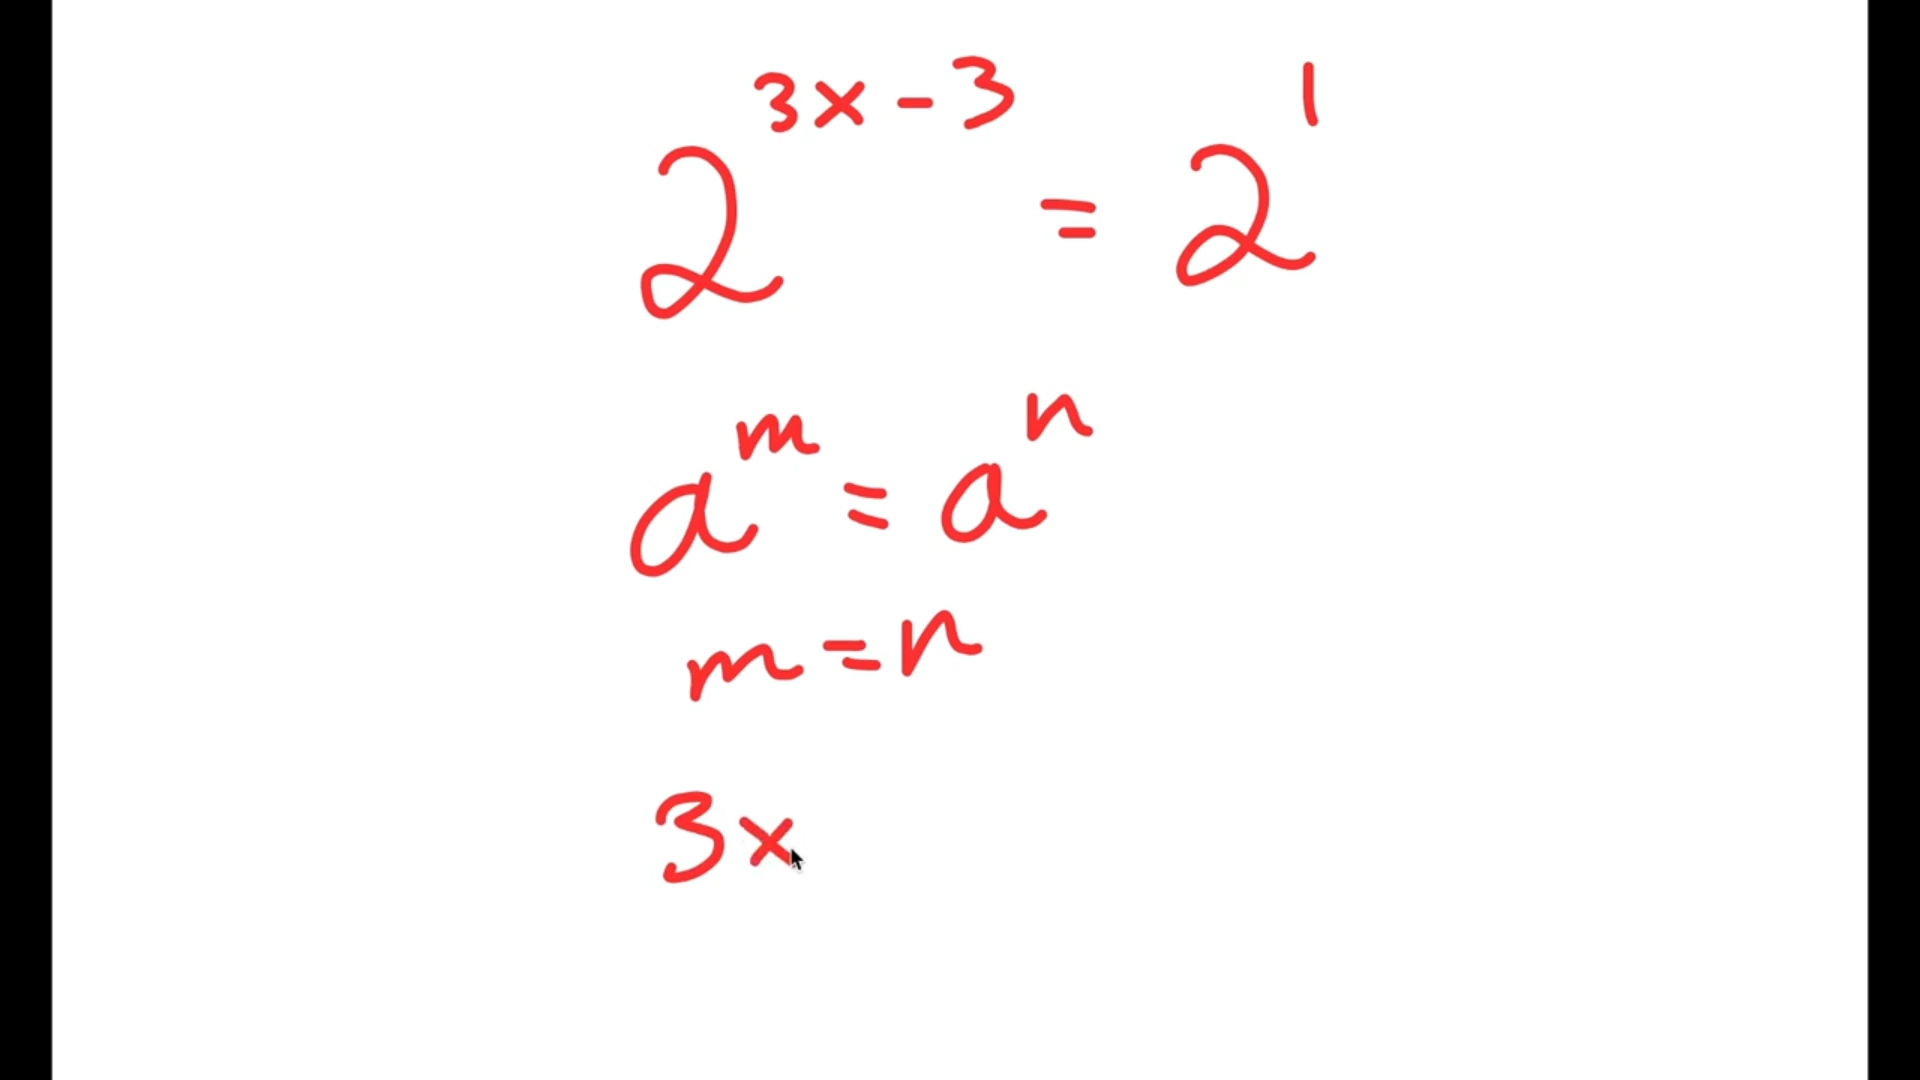 2^{3x-3} = 2^1
a^m = a^n
m = n
3x